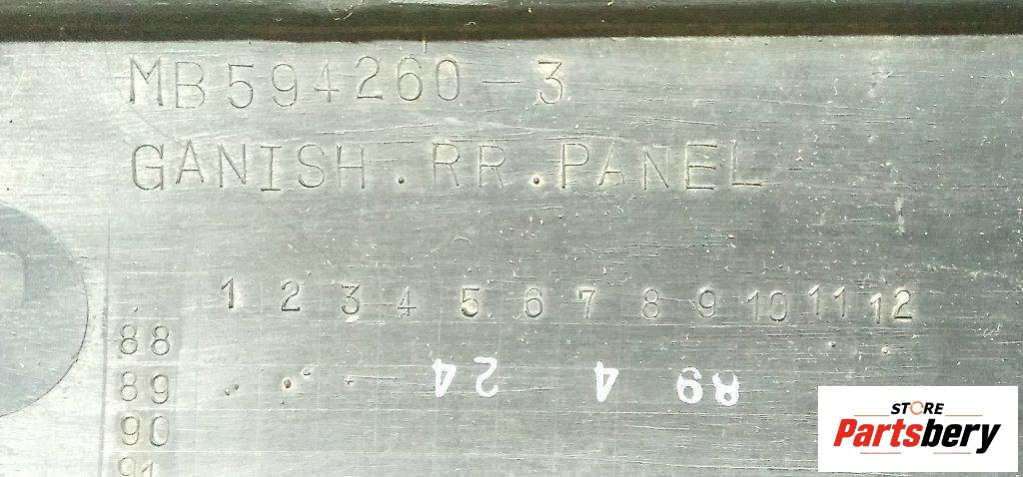 MB594260-3
GANISH.RR.PANEL
1 2 3 4 5 6 7 8 9 10 11 12
88
89
89 4 24
90
91
STORE
Partsbery